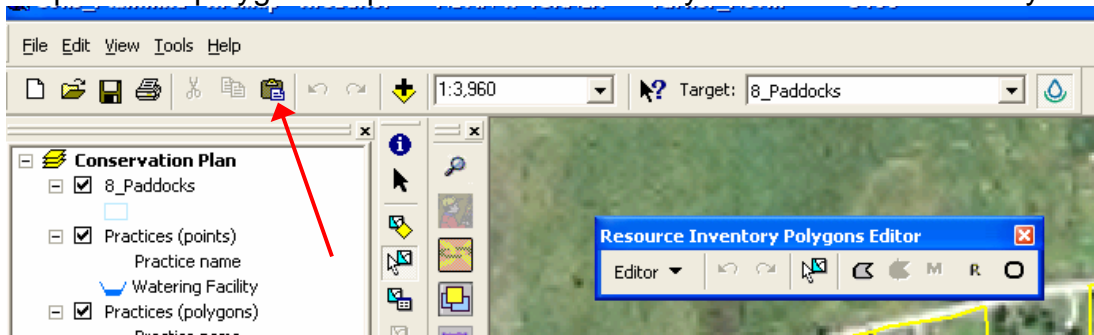 File Edit View Tools Help
1:3,960 Target: 8_Paddocks
Conservation Plan
8_Paddocks
Practices (points)
Practice name
Watering Facility
Practices (polygons)
Resource Inventory Polygons Editor
Editor M R